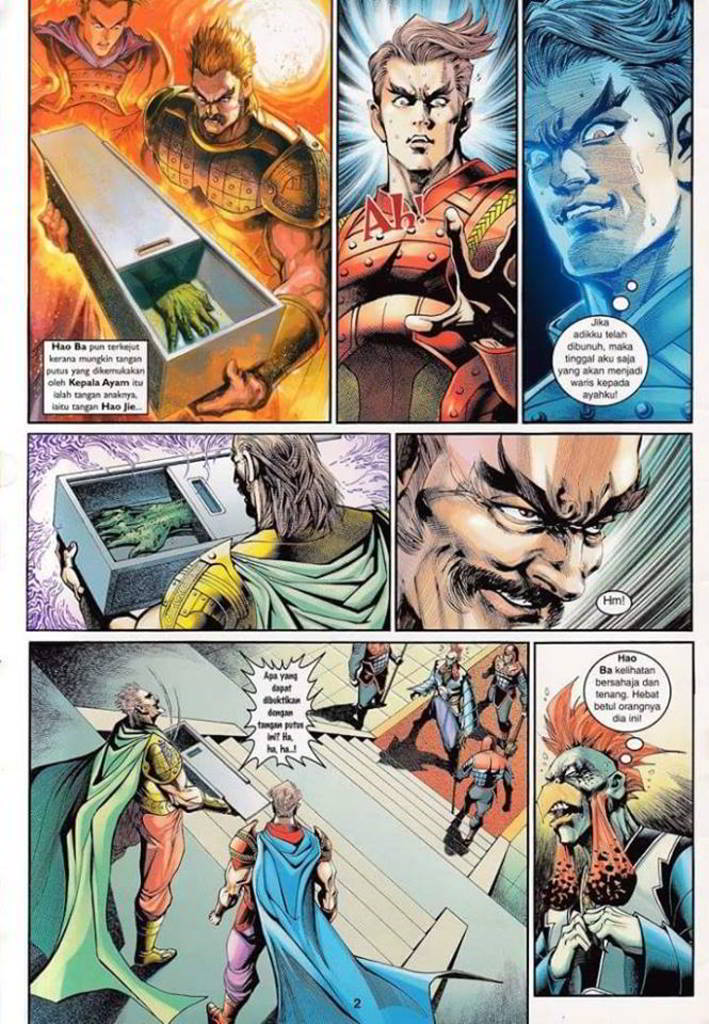 Hao Ba pun terkejut
kerana mungkin tangan
putus yang dikemukakan
oleh Kepala Ayam itu
ialah tangan anaknya,
iaitu tangan Hao Jie...
Ah!
Jika
adikku telah
dibunuh, maka
tinggal aku saja
yang akan menjadi
waris kepada
ayahku!
Hm!
Apa yang
dapat
dibuktikan
dengan
tangan putus
ini? Ha,
ha, ha..!
Hao
Ba kelihatan
bersahaja dan
tenang. Hebat
betul orangnya
dia ini!
2